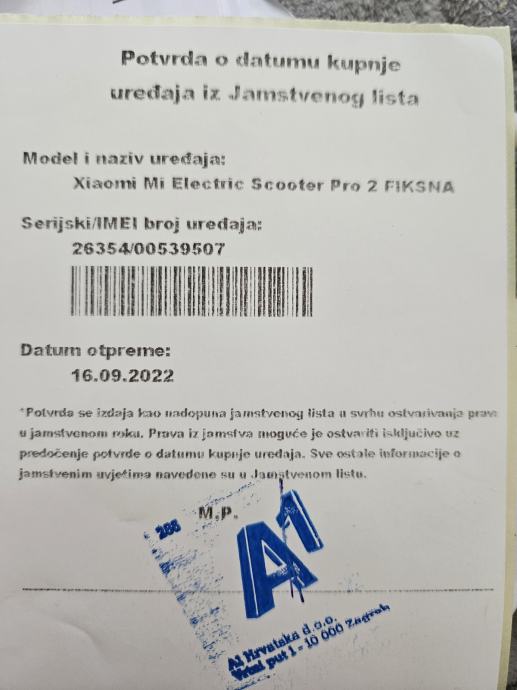 Potvrda o datumu kupnje
uređaja iz Jamstvenog lista
Model i naziv uređaja:
Xiaomi Mi Electric Scooter Pro 2 FIKSNA
Serijski/IMEI broj uređaja:
26354/00539507
Datum otpreme:
16.09.2022
*Potvrda se izdaja kao nadopuna jamstvenog lista u svrhu ostvarivanja prava
u jamstvenom roku. Prava iz jamstva moguće je ostvariti isključivo uz
predočenje potvrde o datumu kupnje uređaja. Sve ostale informacije o
jamstvenim uvjetima navedene su u Jamstvenom listu.
M.P.
286
A1
A1 Hrvatska d.o.o.
Vrtni put 1 - 10 000 Zagreb